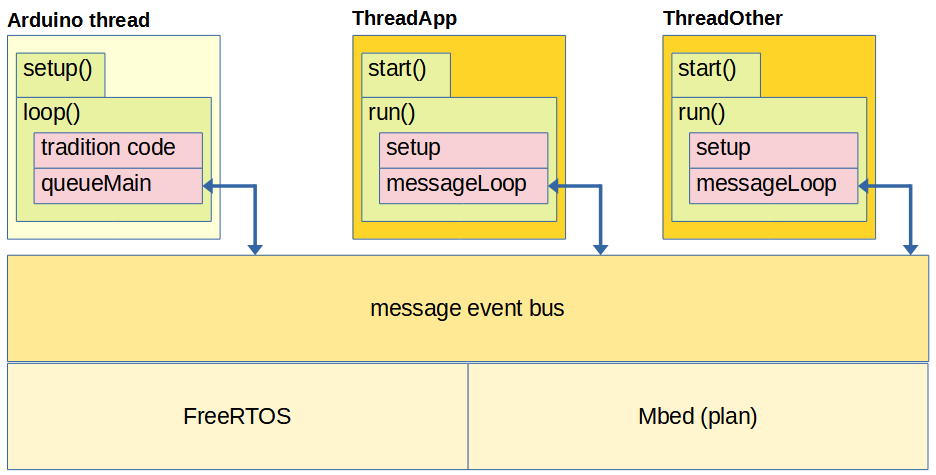 Arduino thread
setup()
loop()
tradition code
queueMain
ThreadApp
start()
run()
setup
messageLoop
ThreadOther
start()
run()
setup
messageLoop
message event bus
FreeRTOS
Mbed (plan)